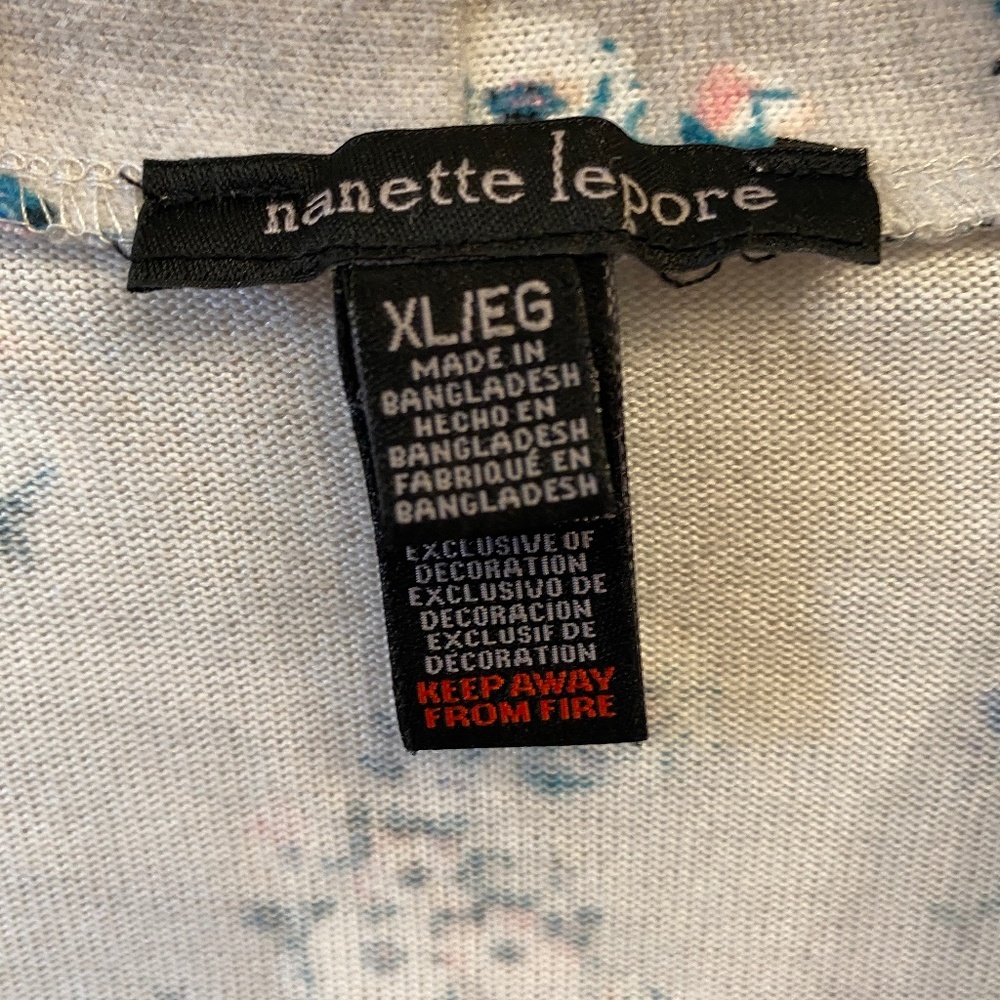 nanette lepore
XL/EG
MADE IN
BANGLADESH
HECHO EN
BANGLADESH
FABRIQUÉ EN
BANGLADESH
EXCLUSIVE OF
DECORATION
EXCLUSIVO DE
DECORACION
EXCLUSIF DE
DÉCORATION
KEEP AWAY
FROM FIRE